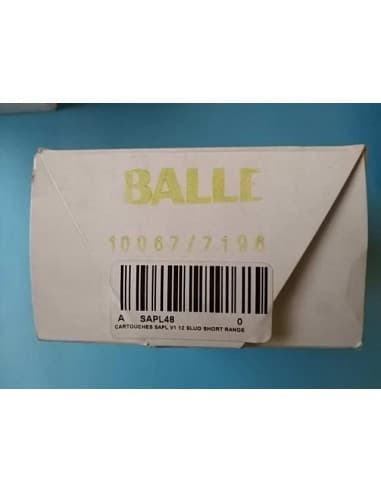 BALLE
10067/7198
A SAPL48 0
CARTOUCHES SAPL V1 12 SLUG SHORT RANGE